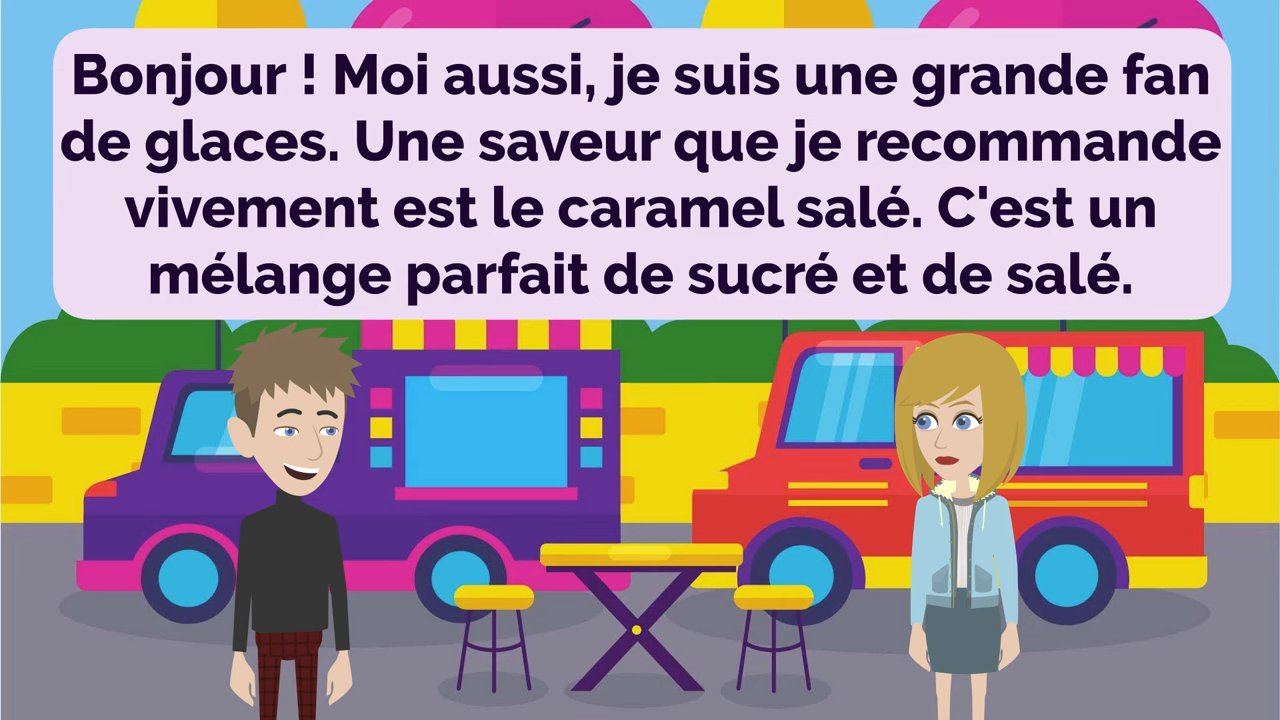 Bonjour ! Moi aussi, je suis une grande fan
de glaces. Une saveur que je recommande
vivement est le caramel salé. C'est un
mélange parfait de sucré et de salé.